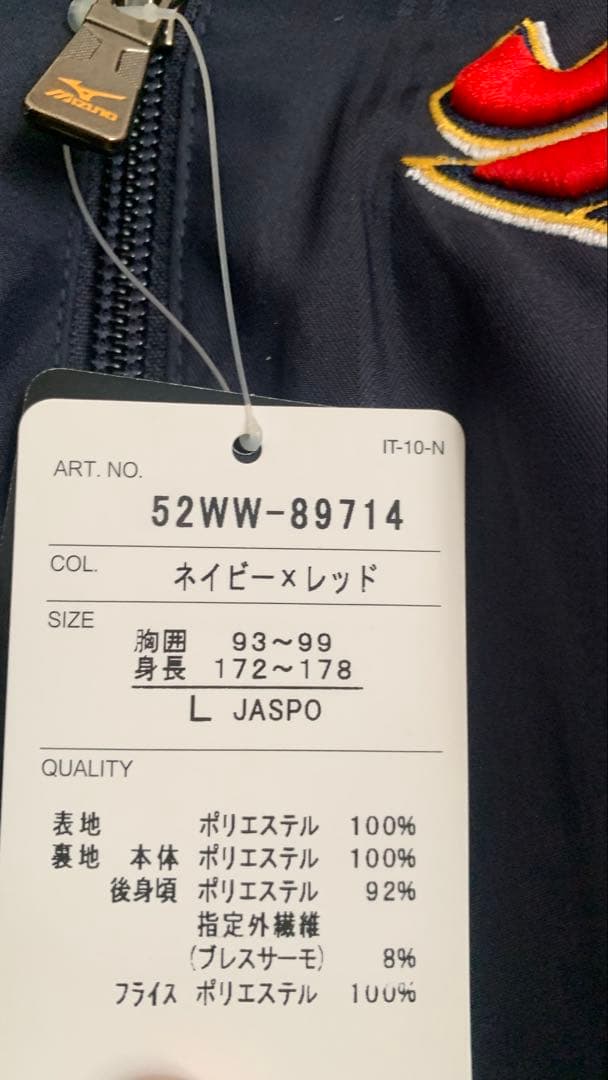 MIZUNO
IT-10-N
ART. NO.
52WW-89714
COL.
ネイビー×レッド
SIZE
胸囲 93～99
身長 172～178
L JASPO
QUALITY
表地 ポリエステル 100%
裏地 本体 ポリエステル 100%
後身頃 ポリエステル 92%
指定外繊維
(ブレスサーモ) 8%
フライス ポリエステル 100%